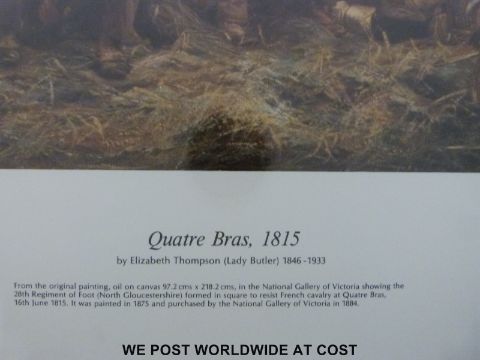 Quatre Bras, 1815
by Elizabeth Thompson (Lady Butler) 1846-1933
From the original painting, oil on canvas 97.2 cms x 218.2 cms, in the National Gallery of Victoria showing the
28th Regiment of Foot (North Gloucestershire) formed in square to resist French cavalry at Quatre Bras,
16th June 1815. It was painted in 1875 and purchased by the National Gallery of Victoria in 1884.
WE POST WORLDWIDE AT COST